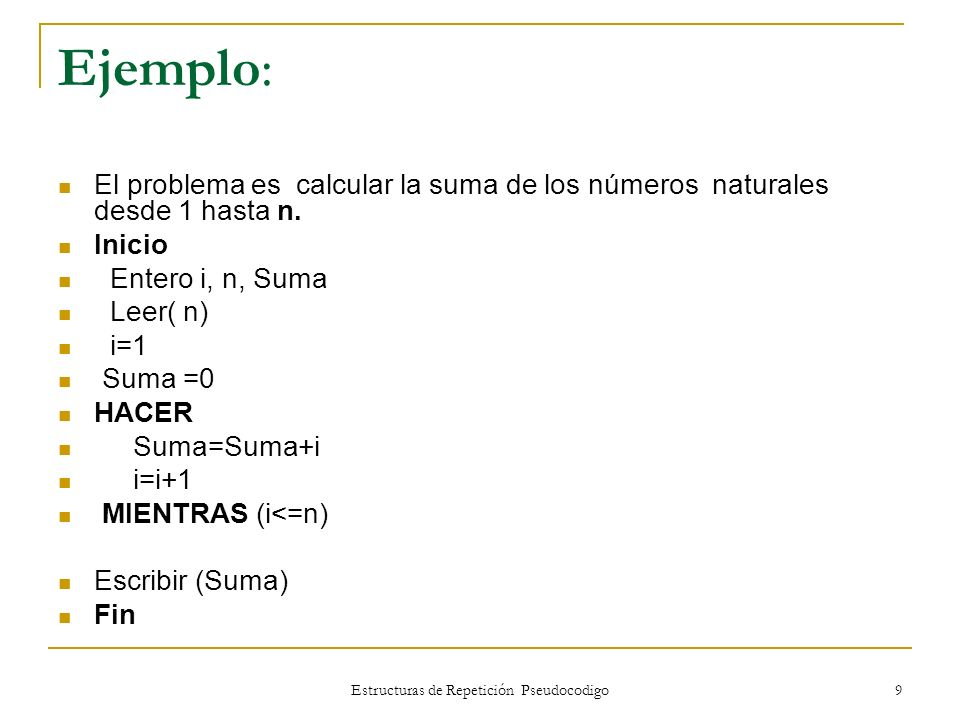 Ejemplo:
El problema es calcular la suma de los números naturales
desde 1 hasta n.
Inicio
Entero i, n, Suma
Leer( n)
i=1
Suma =0
HACER
Suma=Suma+i
i=i+1
MIENTRAS (i<=n)
Escribir (Suma)
Fin
Estructuras de Repetición Pseudocodigo 9